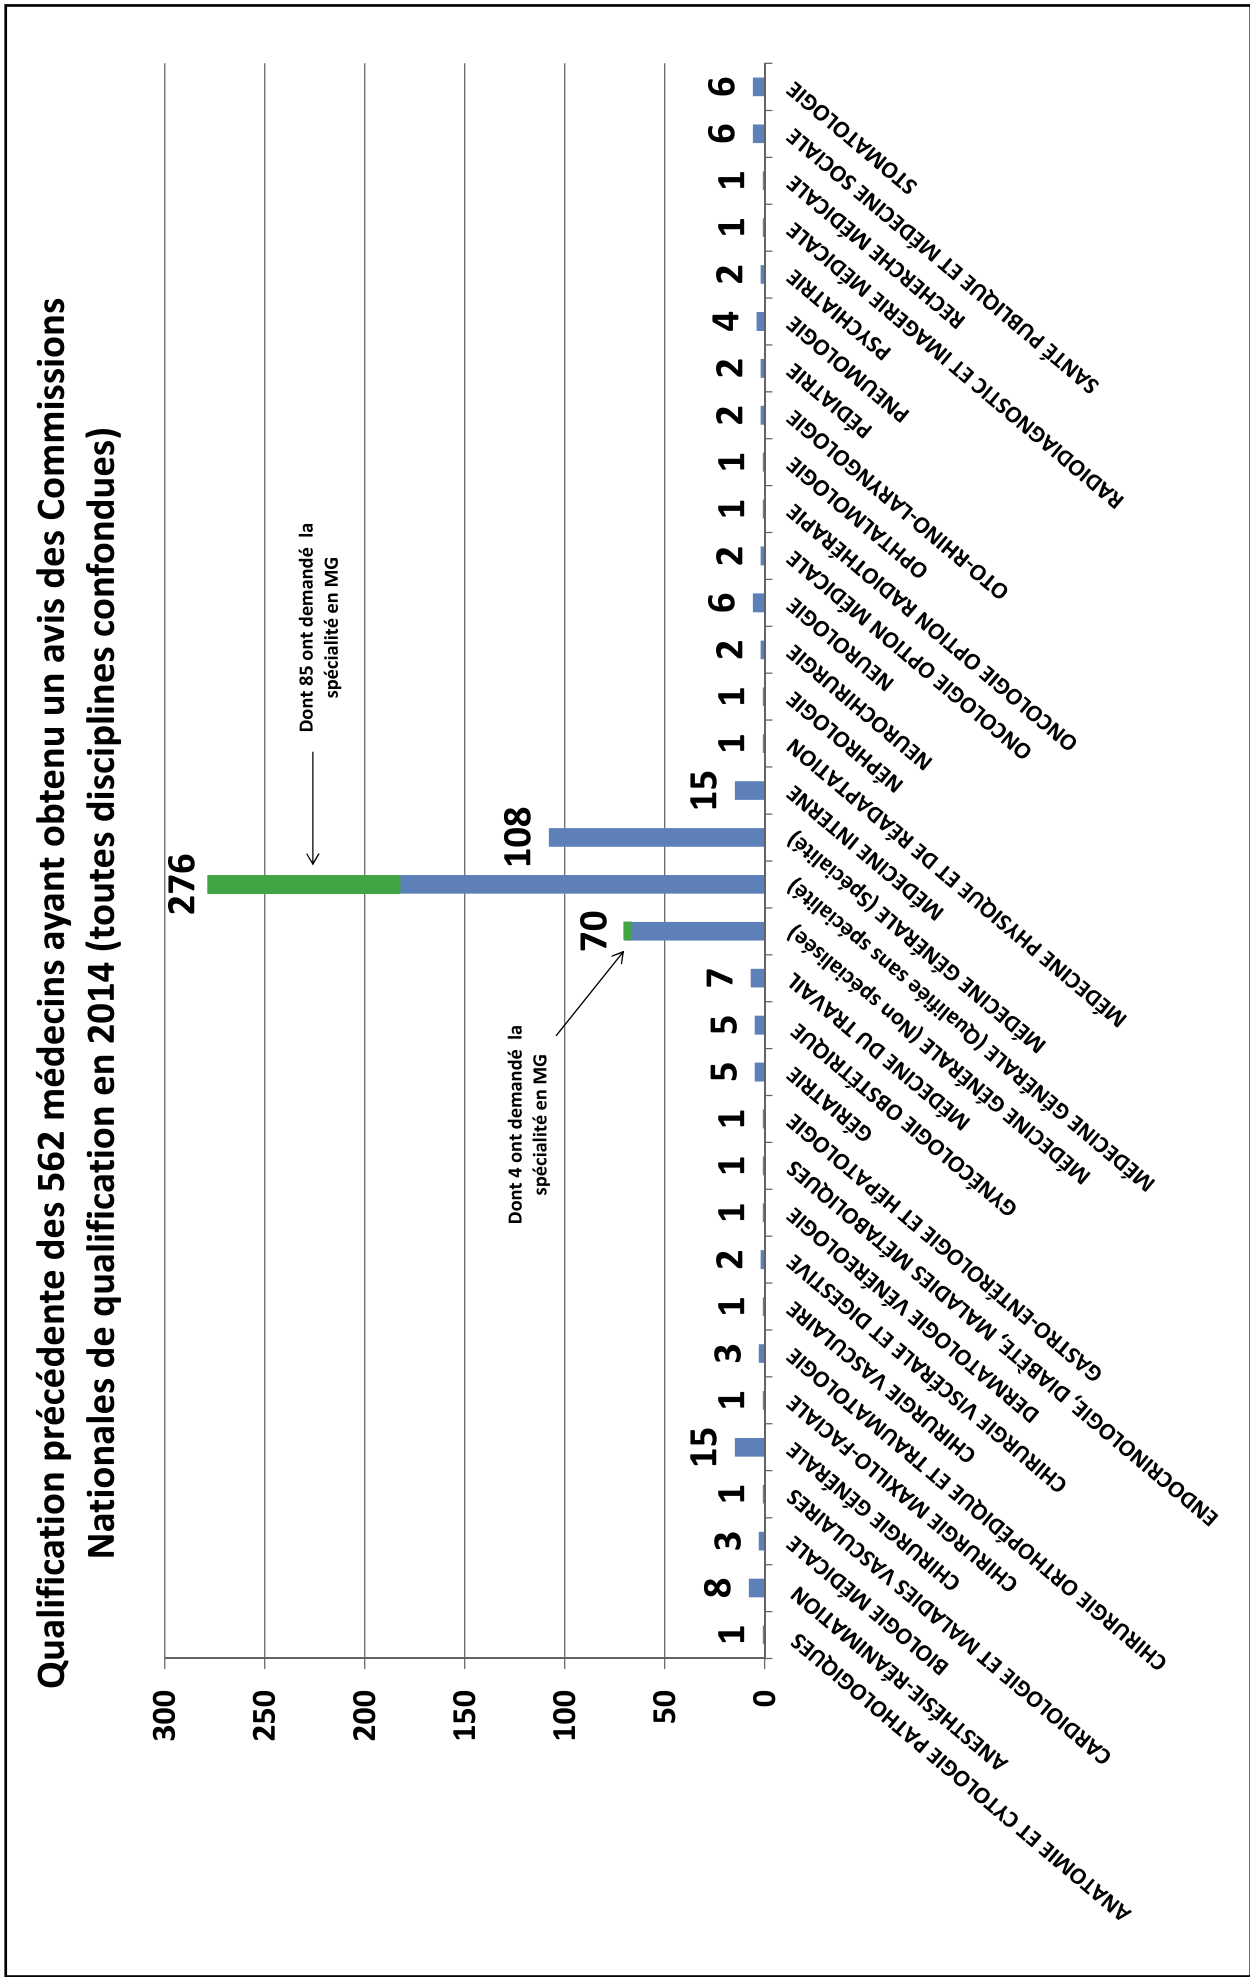 Qualification précédente des 562 médecins ayant obtenu un avis des Commissions
Nationales de qualification en 2014 (toutes disciplines confondues)
300
250
200
150
100
50
0
Dont 4 ont demandé la
spécialité en MG
Dont 85 ont demandé la
spécialité en MG
1
8
3
1
15
1
3
1
2
1
1
1
5
5
7
70
276
108
15
1
1
2
6
2
1
1
2
2
4
2
1
1
6
6
ANATOMIE ET CYTOLOGIE PATHOLOGIQUES
ANESTHÉSIE-RÉANIMATION
BIOLOGIE MÉDICALE
CARDIOLOGIE ET MALADIES VASCULAIRES
CHIRURGIE GÉNÉRALE
CHIRURGIE MAXILLO-FACIALE
CHIRURGIE ORTHOPÉDIQUE ET TRAUMATOLOGIE
CHIRURGIE VASCULAIRE
CHIRURGIE VISCÉRALE ET DIGESTIVE
DERMATOLOGIE VÉNÉREOLOGIE
ENDOCRINOLOGIE, DIABÈTE, MALADIES MÉTABOLIQUES
GASTRO-ENTÉROLOGIE ET HÉPATOLOGIE
GÉRIATRIE
GYNÉCOLOGIE OBSTÉTRIQUE
MÉDECINE DU TRAVAIL
MÉDECINE GÉNÉRALE (Non spécialisée)
MÉDECINE GÉNÉRALE (Qualifiée sans spécialité)
MÉDECINE GÉNÉRALE (Spécialité)
MÉDECINE INTERNE
MÉDECINE PHYSIQUE ET DE RÉADAPTATION
NÉPHROLOGIE
NEUROCHIRURGIE
NEUROLOGIE
ONCOLOGIE OPTION MÉDICALE
ONCOLOGIE OPTION RADIOTHÉRAPIE
OPHTALMOLOGIE
OTO-RHINO-LARYNGOLOGIE
PÉDIATRIE
PNEUMOLOGIE
PSYCHIATRIE
RADIODIAGNOSTIC ET IMAGERIE MÉDICALE
RECHERCHE MÉDICALE
SANTÉ PUBLIQUE ET MÉDECINE SOCIALE
STOMATOLOGIE